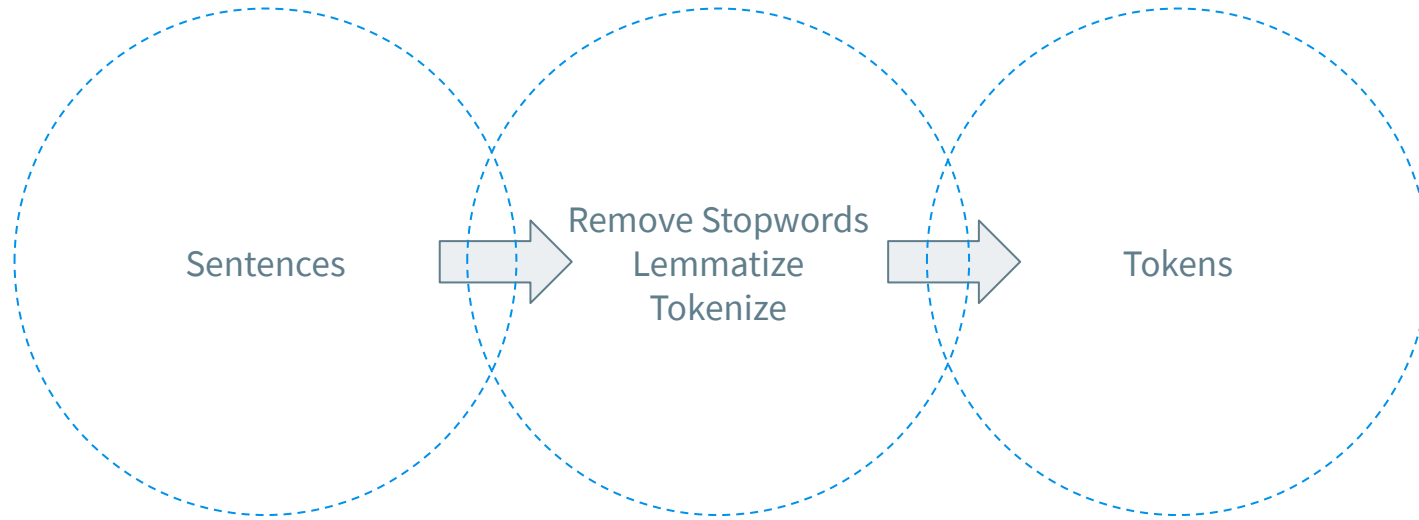 Sentences
Remove Stopwords
Lemmatize
Tokenize
Tokens